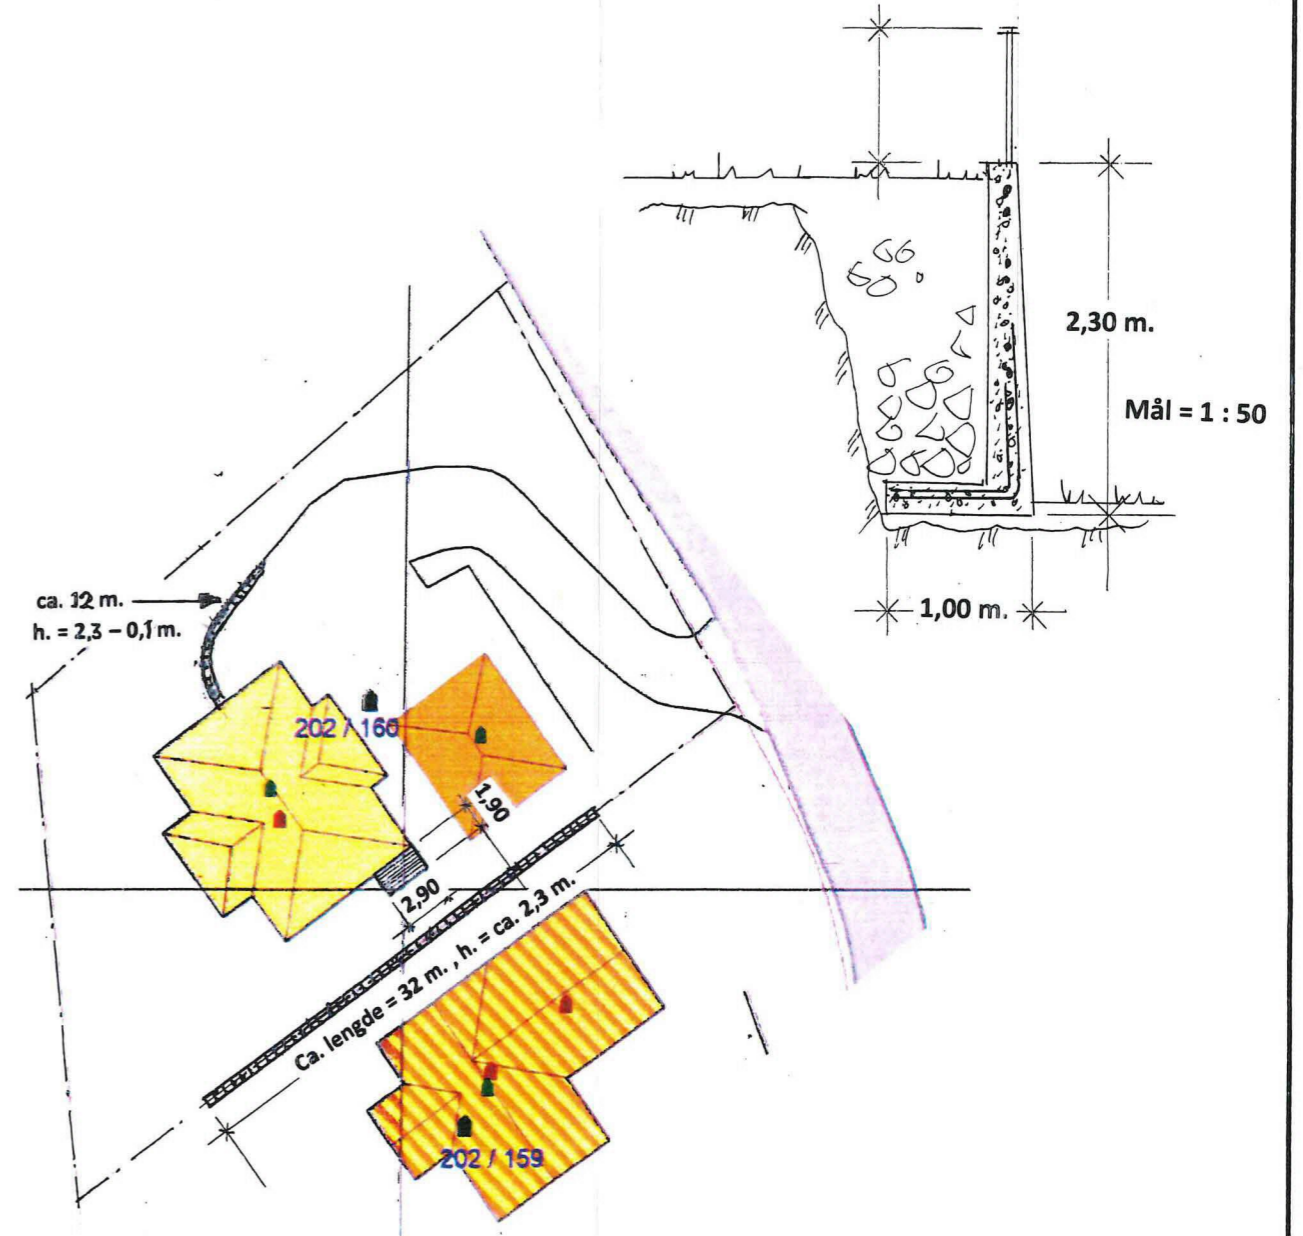 2,30 m.
Mål = 1 : 50
1,00 m.
ca. 12 m.
h. = 2,3 – 0,1 m.
202 / 160
1,90
2,90
Ca. lengde = 32 m. , h. = ca. 2,3 m.
202 / 159